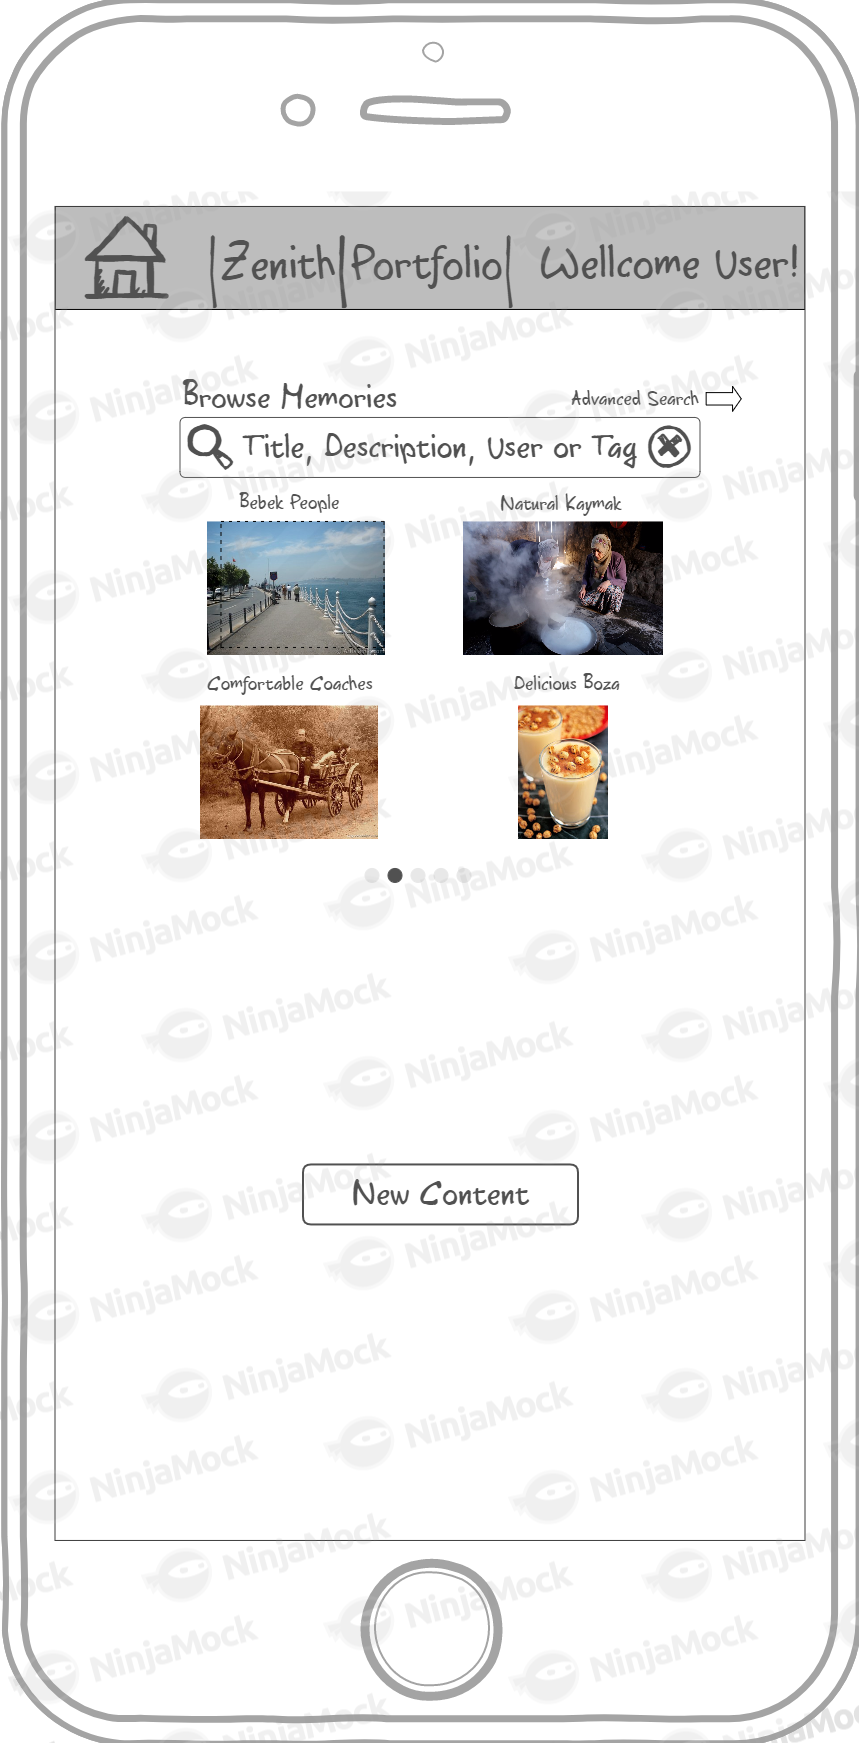 Zenith Portfolio Wellcome User!
Browse Memories
Advanced Search
Title, Description, User or Tag
Bebek People
Natural Kaymak
Comfortable Coaches
Delicious Boza
New Content
NinjaMock